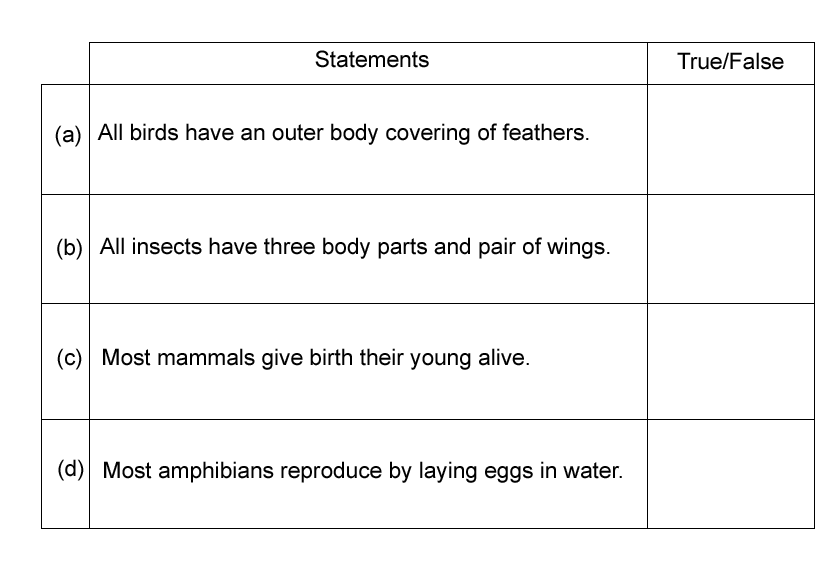 Statements True/False
(a) All birds have an outer body covering of feathers.
(b) All insects have three body parts and pair of wings.
(c) Most mammals give birth their young alive.
(d) Most amphibians reproduce by laying eggs in water.